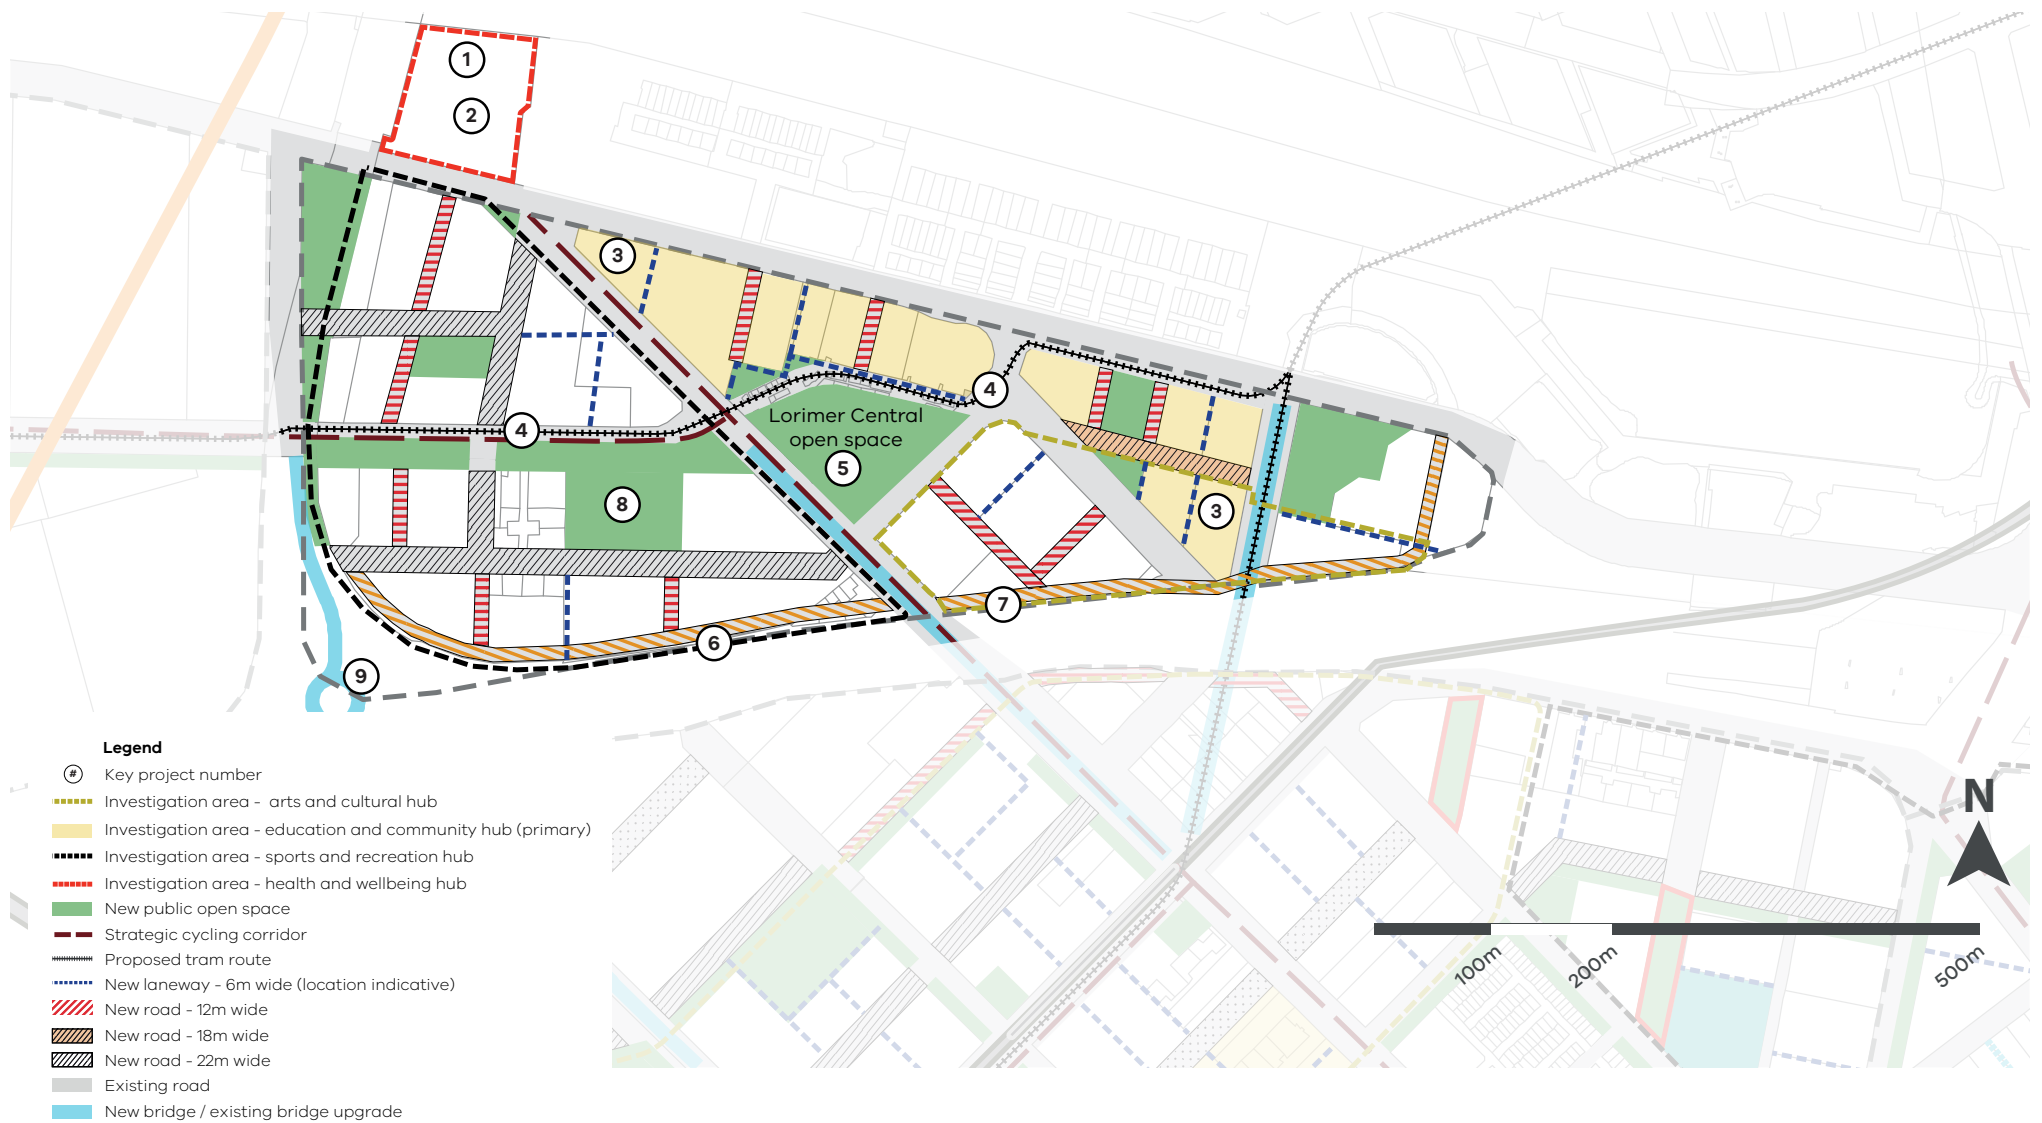 1
2
3
4
Lorimer Central
open space
5
4
8
3
7
6
9
Legend
# Key project number
Investigation area - arts and cultural hub
Investigation area - education and community hub (primary)
Investigation area - sports and recreation hub
Investigation area - health and wellbeing hub
New public open space
Strategic cycling corridor
Proposed tram route
New laneway - 6m wide (location indicative)
New road - 12m wide
New road - 18m wide
New road - 22m wide
Existing road
New bridge / existing bridge upgrade
N
100m
200m
500m